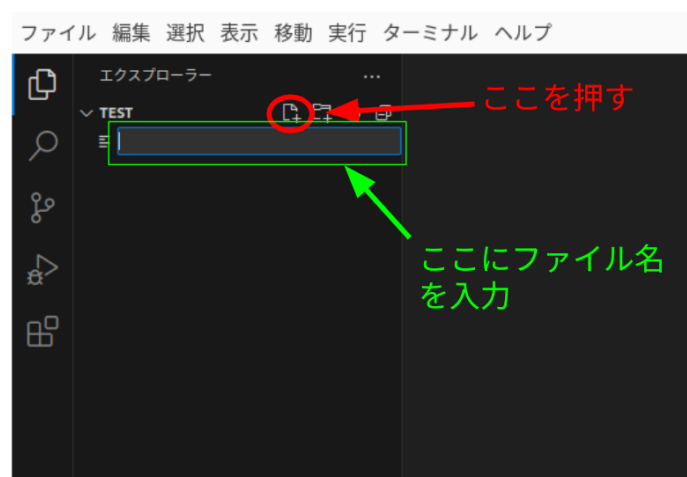 ファイル 編集 選択 表示 移動 実行 ターミナル ヘルプ
エクスプローラー
TEST
ここを押す
ここにファイル名
を入力